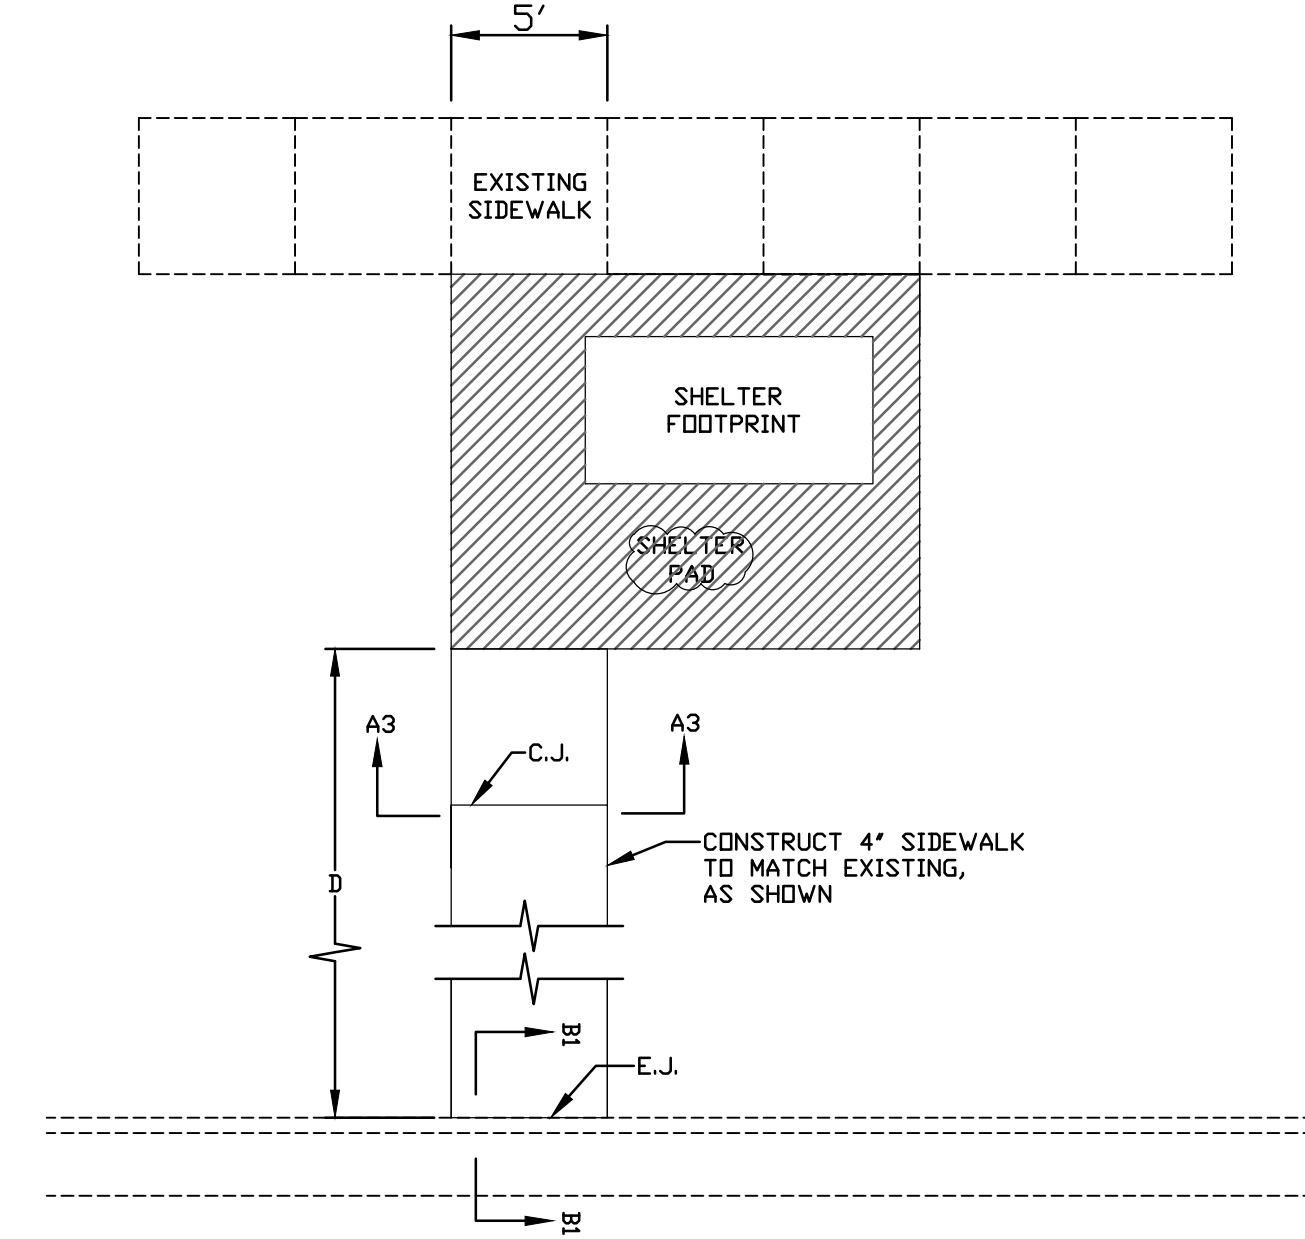 5'
EXISTING
SIDEWALK
SHELTER
FOOTPRINT
SHELTER
PAD
A3
A3
C.J.
CONSTRUCT 4" SIDEWALK
TO MATCH EXISTING,
AS SHOWN
D
B1
E.J.
B1